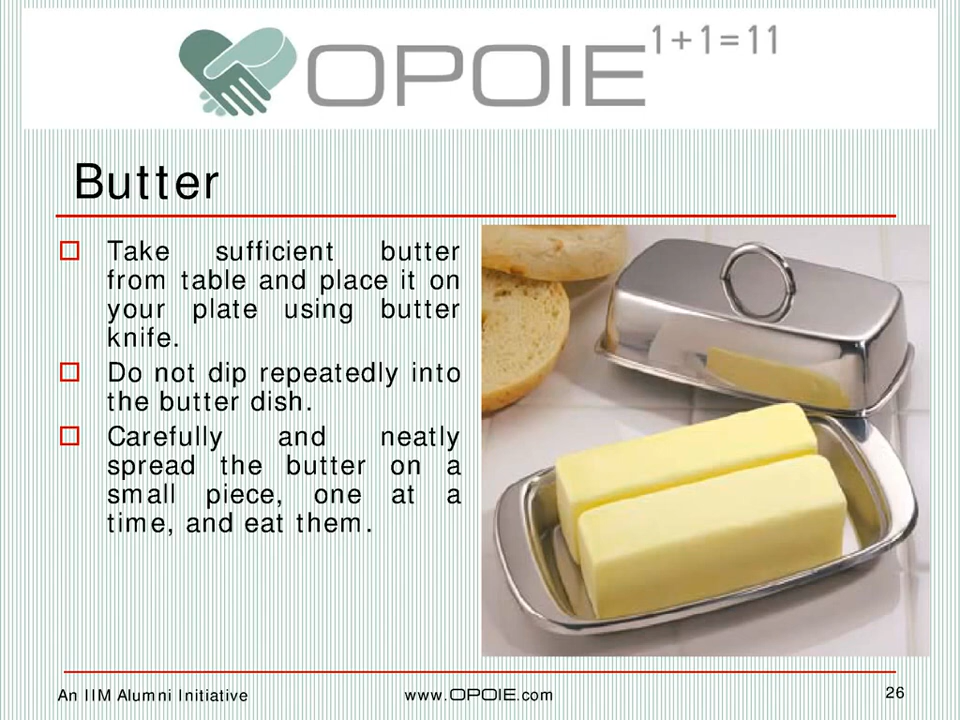 OPOIE 1+1=11
Butter
Take sufficient butter
from table and place it on
your plate using butter
knife.
Do not dip repeatedly into
the butter dish.
Carefully and neatly
spread the butter on a
small piece, one at a
time, and eat them.
An IIM Alumni Initiative
www.OPOIE.com
26